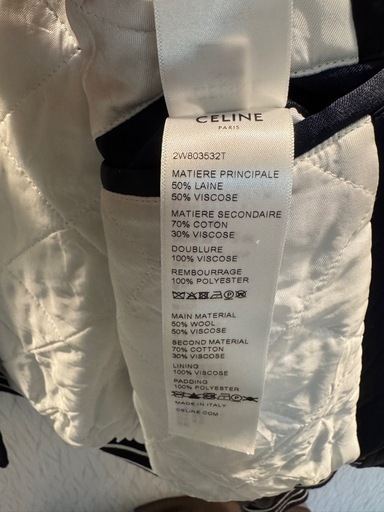 CELINE
PARIS
2W803532T
MATIERE PRINCIPALE
50% LAINE
50% VISCOSE
MATIERE SECONDAIRE
70% COTON
30% VISCOSE
DOUBLURE
100% VISCOSE
REMBOURRAGE
100% POLYESTER
MAIN MATERIAL
50% WOOL
50% VISCOSE
SECOND MATERIAL
70% COTTON
30% VISCOSE
LINING
100% VISCOSE
PADDING
100% POLYESTER
MADE IN ITALY
CELINE.COM